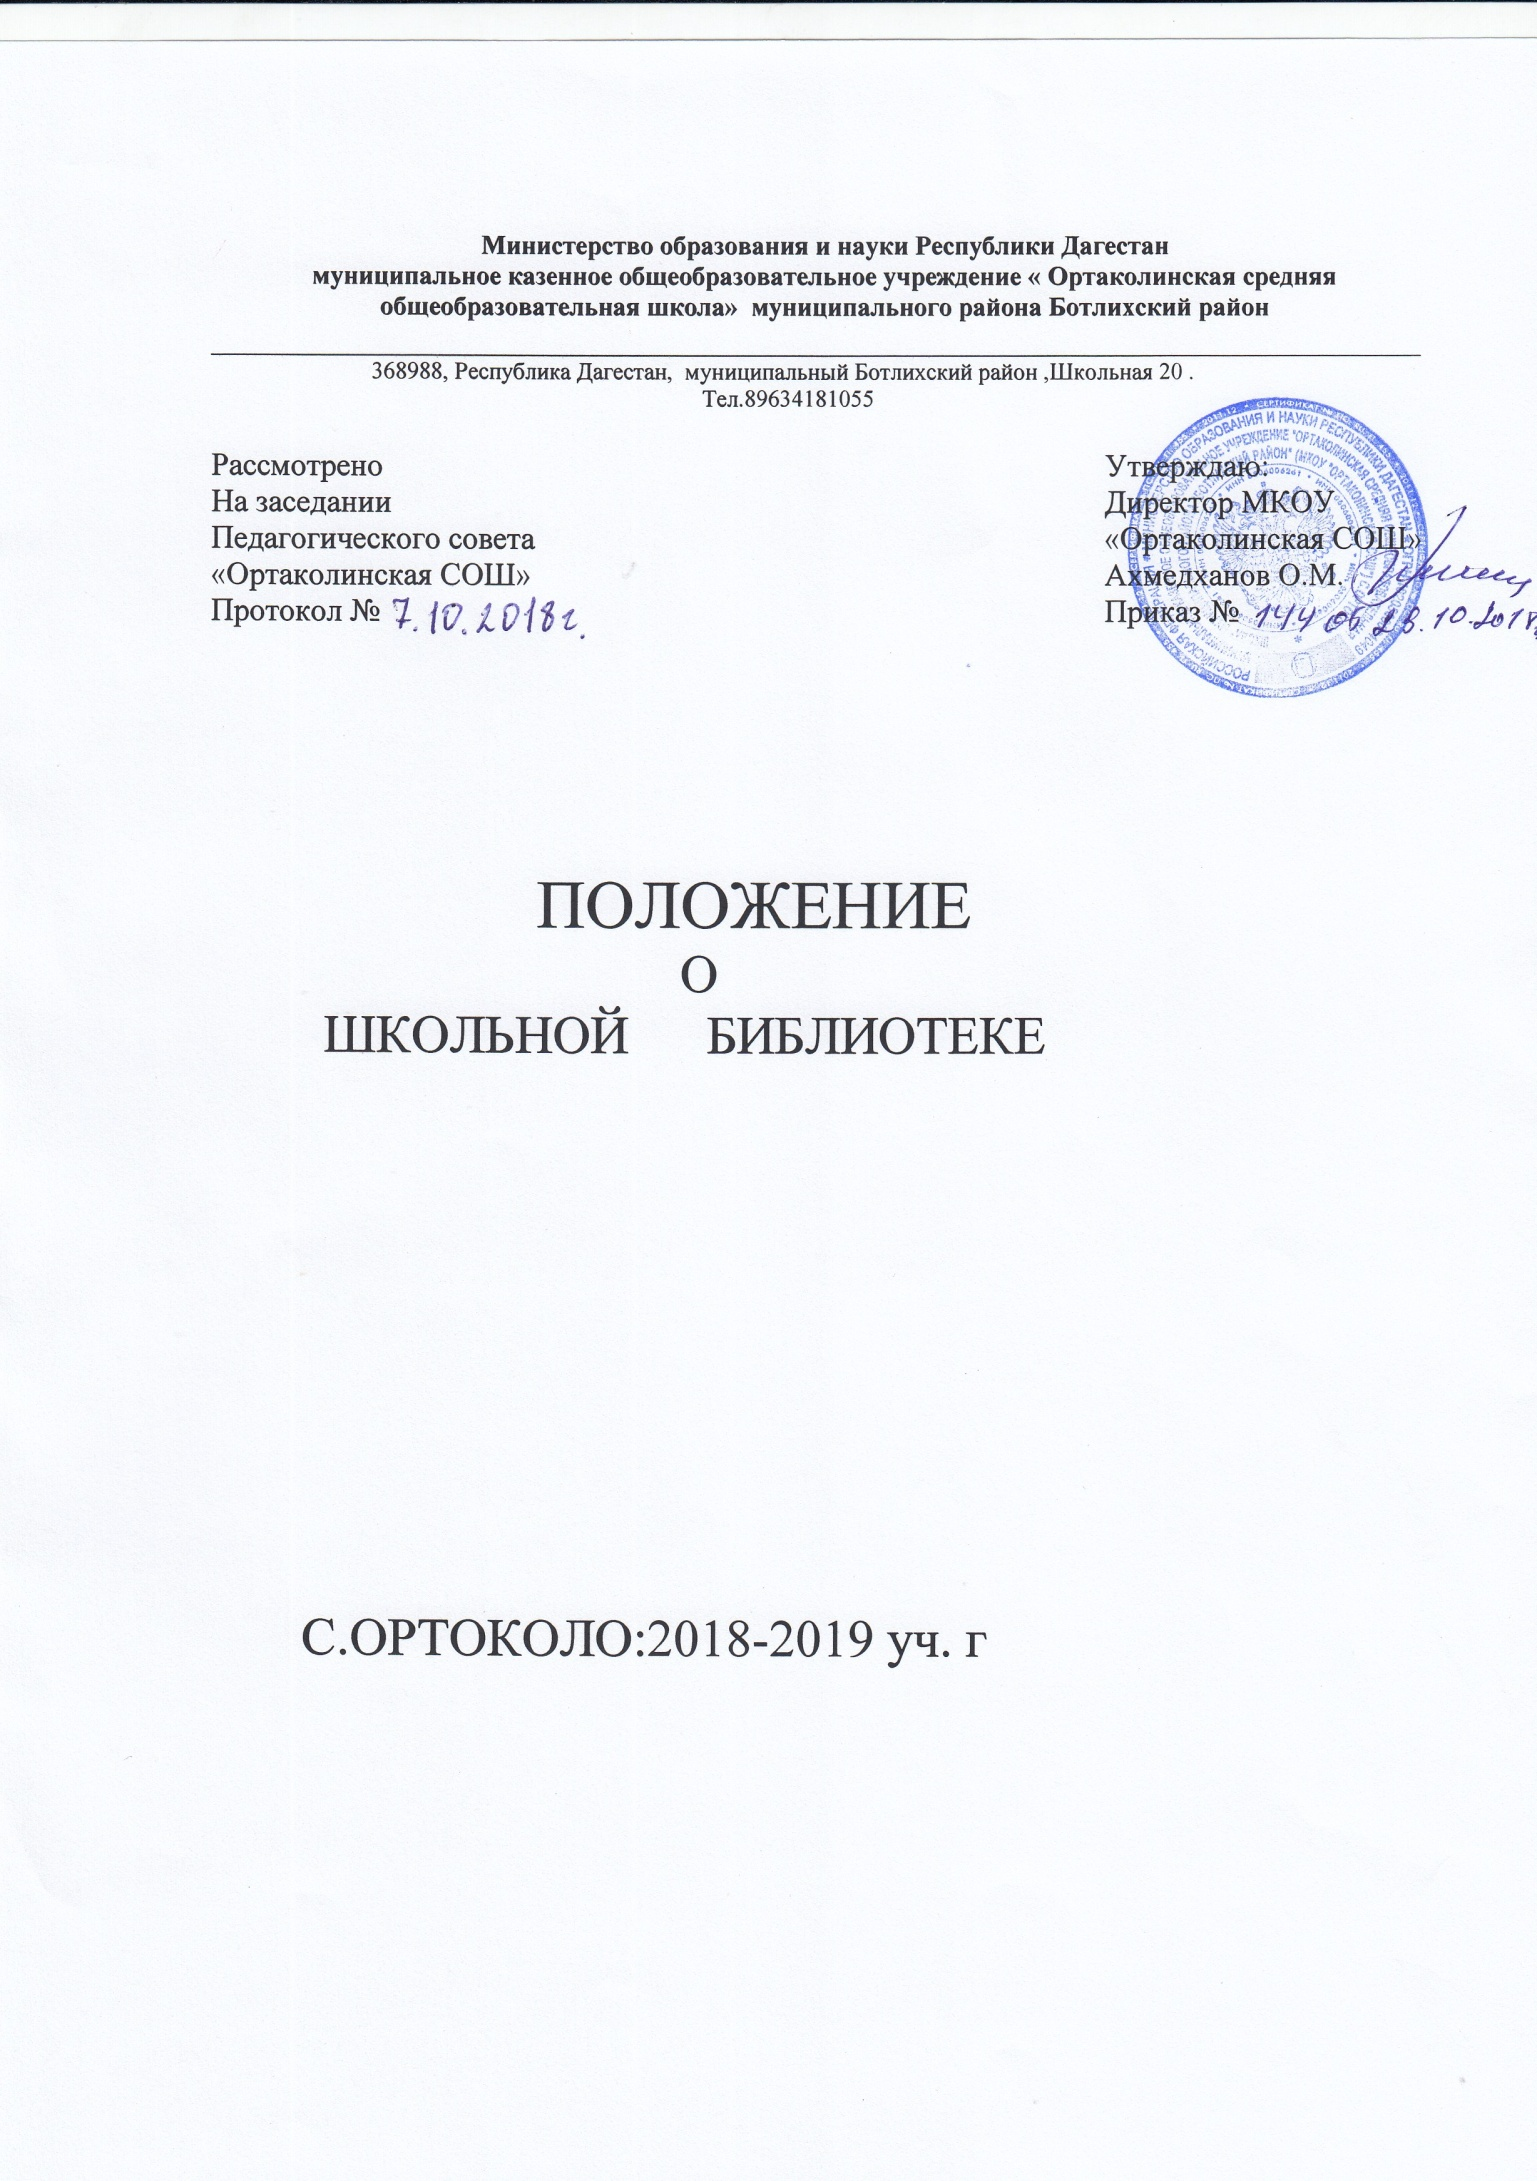 Министерство образования и науки Республики Дагестан
муниципальное казенное общеобразовательное учреждение « Ортаколинская средняя
общеобразовательная школа» муниципального района Ботлихский район
368988, Республика Дагестан, муниципальный Ботлихский район ,Школьная 20 .
Тел.89634181055
Рассмотрено
На заседании
Педагогического совета
«Ортаколинская СОШ»
Протокол № 7.10.2018г.
Утверждаю:
Директор МКОУ
«Ортаколинская СОШ»
Ахмедханов О.М.
Приказ № 144 от 23.10.2018
ПОЛОЖЕНИЕ
О
ШКОЛЬНОЙ БИБЛИОТЕКЕ
С.ОРТОКОЛО:2018-2019 уч. г